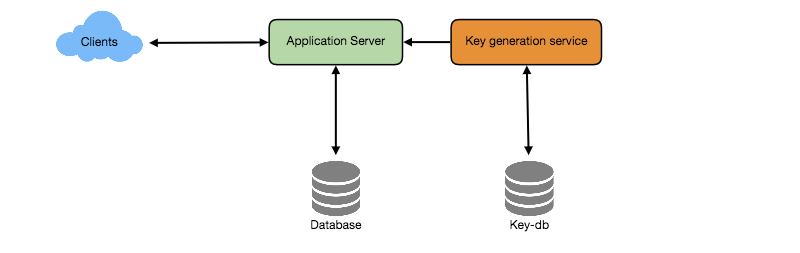 Clients
Application Server
Key generation service
Database
Key-db